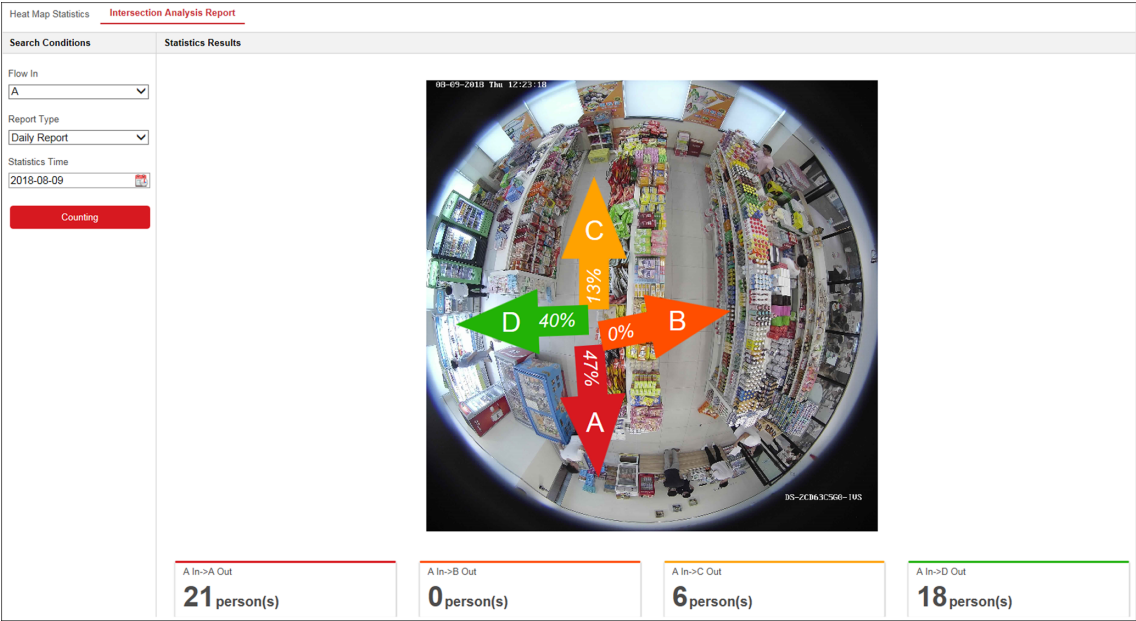 Heat Map Statistics Intersection Analysis Report
Search Conditions
Statistics Results
Flow In
A
Report Type
Daily Report
Statistics Time
2018-08-09
Counting
08-09-2018 Thu 12:23:18
C
13%
D 40%
0% B
47%
A
DS-2CD63C5G0-IVS
A In->A Out
21 person(s)
A In->B Out
0 person(s)
A In->C Out
6 person(s)
A In->D Out
18 person(s)